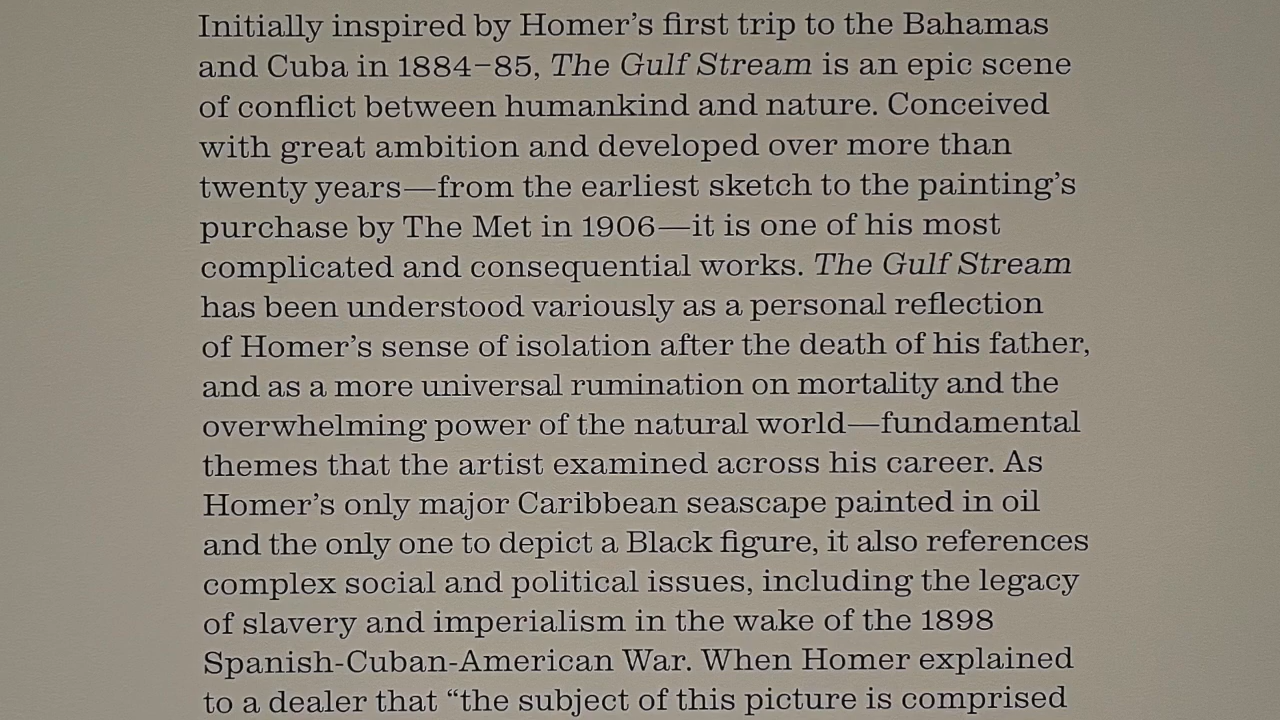 Initially inspired by Homer’s first trip to the Bahamas
and Cuba in 1884–85, The Gulf Stream is an epic scene
of conflict between humankind and nature. Conceived
with great ambition and developed over more than
twenty years—from the earliest sketch to the painting’s
purchase by The Met in 1906—it is one of his most
complicated and consequential works. The Gulf Stream
has been understood variously as a personal reflection
of Homer’s sense of isolation after the death of his father,
and as a more universal rumination on mortality and the
overwhelming power of the natural world—fundamental
themes that the artist examined across his career. As
Homer’s only major Caribbean seascape painted in oil
and the only one to depict a Black figure, it also references
complex social and political issues, including the legacy
of slavery and imperialism in the wake of the 1898
Spanish-Cuban-American War. When Homer explained
to a dealer that “the subject of this picture is comprised